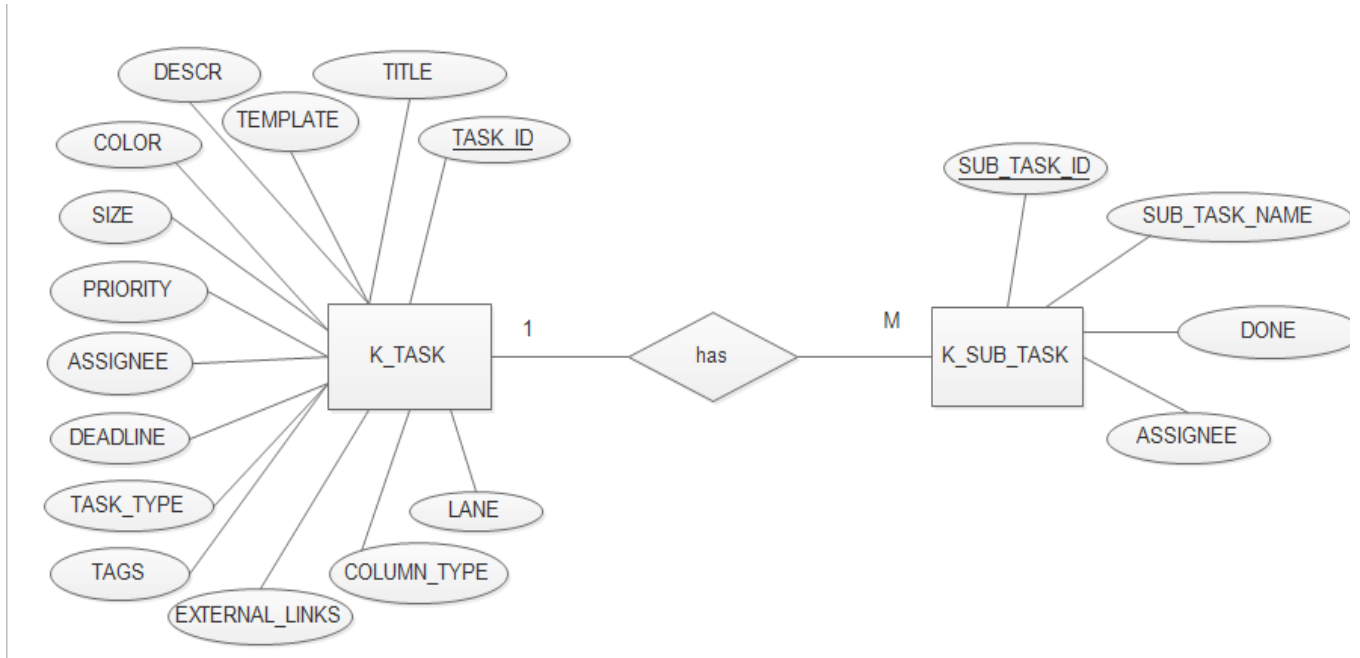 DESCR
TITLE
TEMPLATE
TASK_ID
COLOR
SIZE
PRIORITY
ASSIGNEE
DEADLINE
TASK_TYPE
TAGS
EXTERNAL_LINKS
COLUMN_TYPE
LANE
K_TASK
1
has
M
K_SUB_TASK
SUB_TASK_ID
SUB_TASK_NAME
DONE
ASSIGNEE